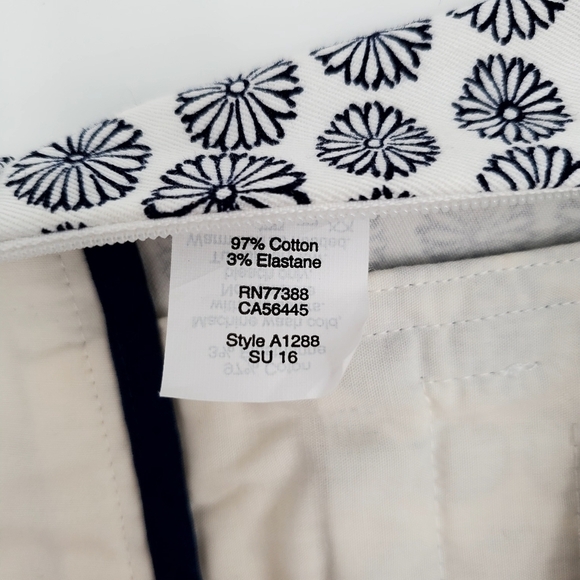 97% Cotton
3% Elastane
RN77388
CA56445
Style A1288
SU 16